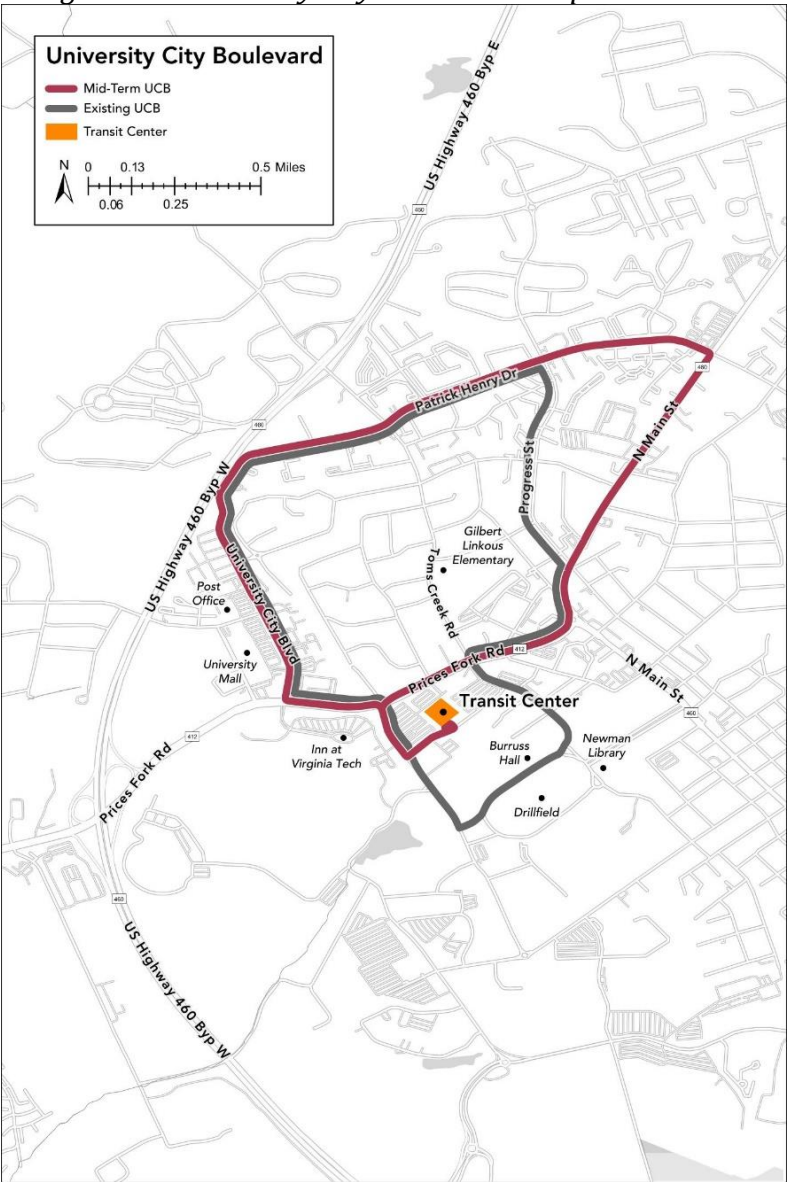 University City Boulevard
Mid-Term UCB
Existing UCB
Transit Center
N
0 0.13 0.5 Miles
0.06 0.25
US Highway 460 Byp E
460
Patrick Henry Dr
460
N Main St
460
US Highway 460 Byp W
Progress St
Gilbert
Linkous
Elementary
Toms Creek Rd
University City Blvd
Post
Office
University
Mall
Prices Fork Rd
412
N Main St
460
Transit Center
Prices Fork Rd
412
Inn at
Virginia Tech
Burruss
Hall
Newman
Library
Drillfield
460
US Highway 460 Byp W